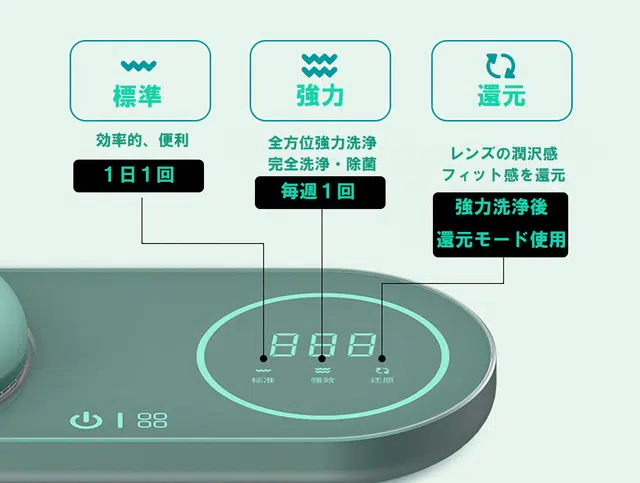 標準
強力
還元
効率的、便利
全方位強力洗浄
完全洗浄・除菌
レンズの潤沢感
フィット感を還元
1日1回
毎週1回
強力洗浄後
還元モード使用
888
标准
强效
还原